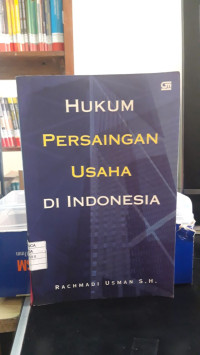 HUKUM
PERSAINGAN
USAHA
DI INDONESIA
RACHMADI USMAN S.H.